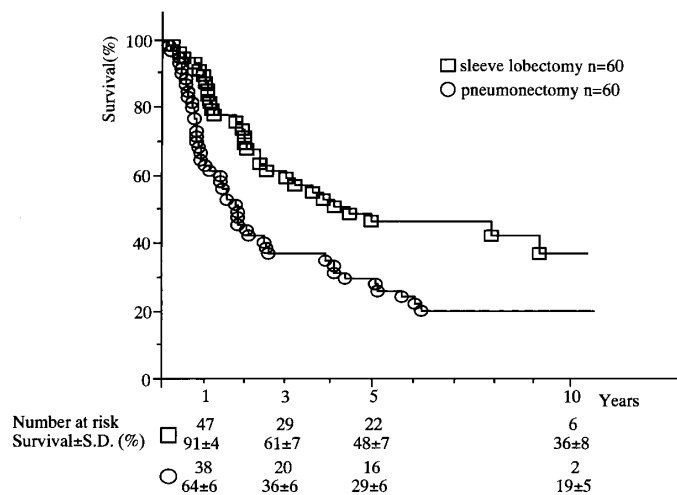 Survival(%)
100
80
60
40
20
0
sleeve lobectomy n=60
pneumonectomy n=60
1 3 5 10 Years
Number at risk 47 29 22 6
Survival±S.D. (%) 91±4 61±7 48±7 36±8
38 20 16 2
64±6 36±6 29±6 19±5